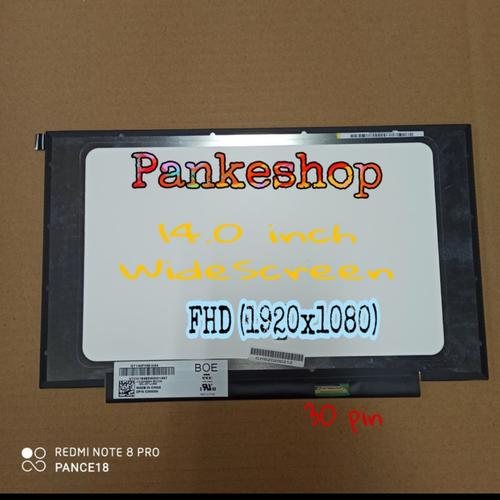 Pankeshop
14.0 inch
WideScreen
FHD (1920x1080)
BOE
30 pin
REDMI NOTE 8 PRO
PANCE18